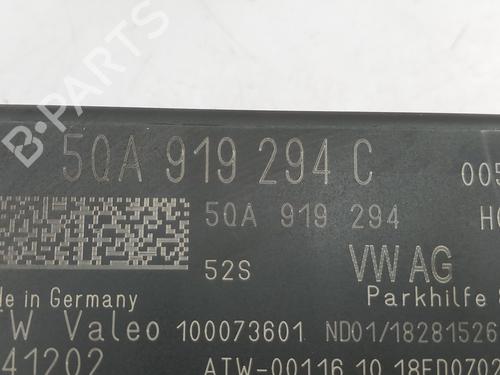 5QA 919 294 C 005
5QA 919 294 H
52S VW AG
de in Germany Parkhilfe
W Valeo 100073601 ND01/18281526
41202 ATW-00116 10 18ED0702
B-PARTS